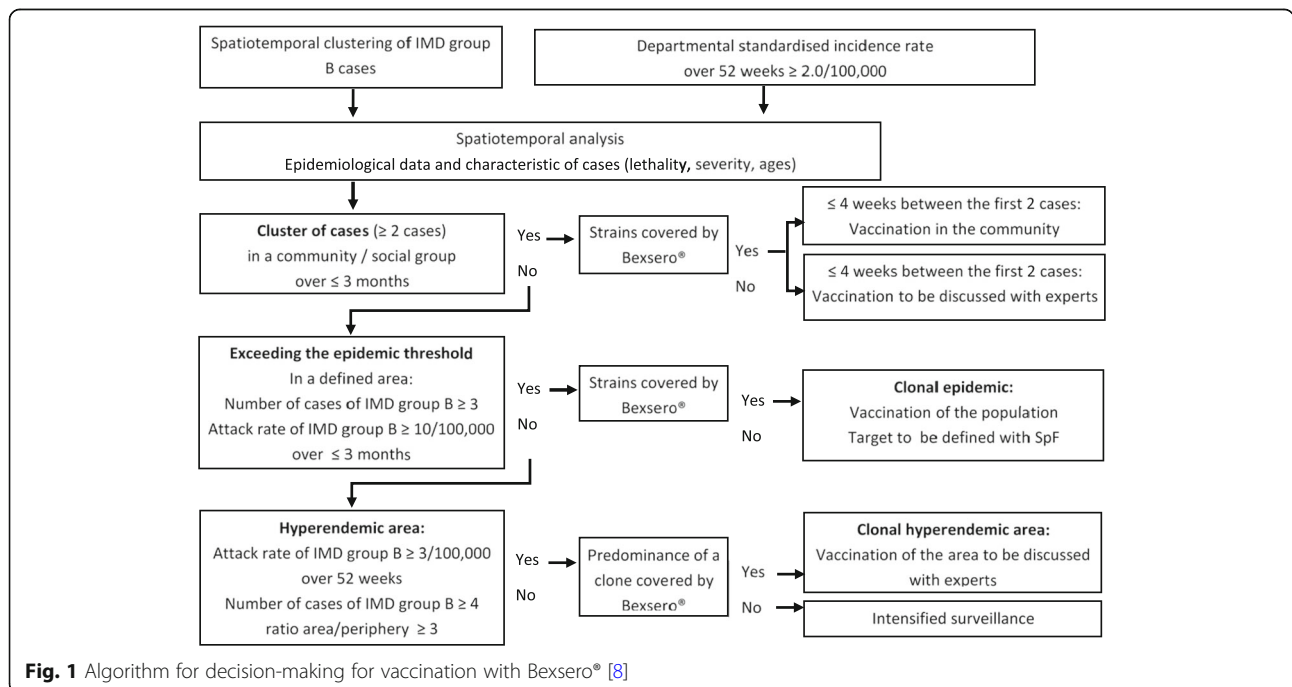 Spatiotemporal clustering of IMD group
B cases
Departmental standardised incidence rate
over 52 weeks ≥ 2.0/100,000
Spatiotemporal analysis
Epidemiological data and characteristic of cases (lethality, severity, ages)
Cluster of cases (≥ 2 cases)
in a community / social group
over ≤ 3 months
Yes
No
Strains covered by
Bexsero®
Yes
No
≤ 4 weeks between the first 2 cases:
Vaccination in the community
≤ 4 weeks between the first 2 cases:
Vaccination to be discussed with experts
Exceeding the epidemic threshold
In a defined area:
Number of cases of IMD group B ≥ 3
Attack rate of IMD group B ≥ 10/100,000
over ≤ 3 months
Yes
No
Strains covered by
Bexsero®
Yes
No
Clonal epidemic:
Vaccination of the population
Target to be defined with SpF
Hyperendemic area:
Attack rate of IMD group B ≥ 3/100,000
over 52 weeks
Number of cases of IMD group B ≥ 4
ratio area/periphery ≥ 3
Yes
No
Predominance of a
clone covered by
Bexsero®
Yes
No
Clonal hyperendemic area:
Vaccination of the area to be discussed
with experts
Intensified surveillance
Fig. 1 Algorithm for decision-making for vaccination with Bexsero® [8]